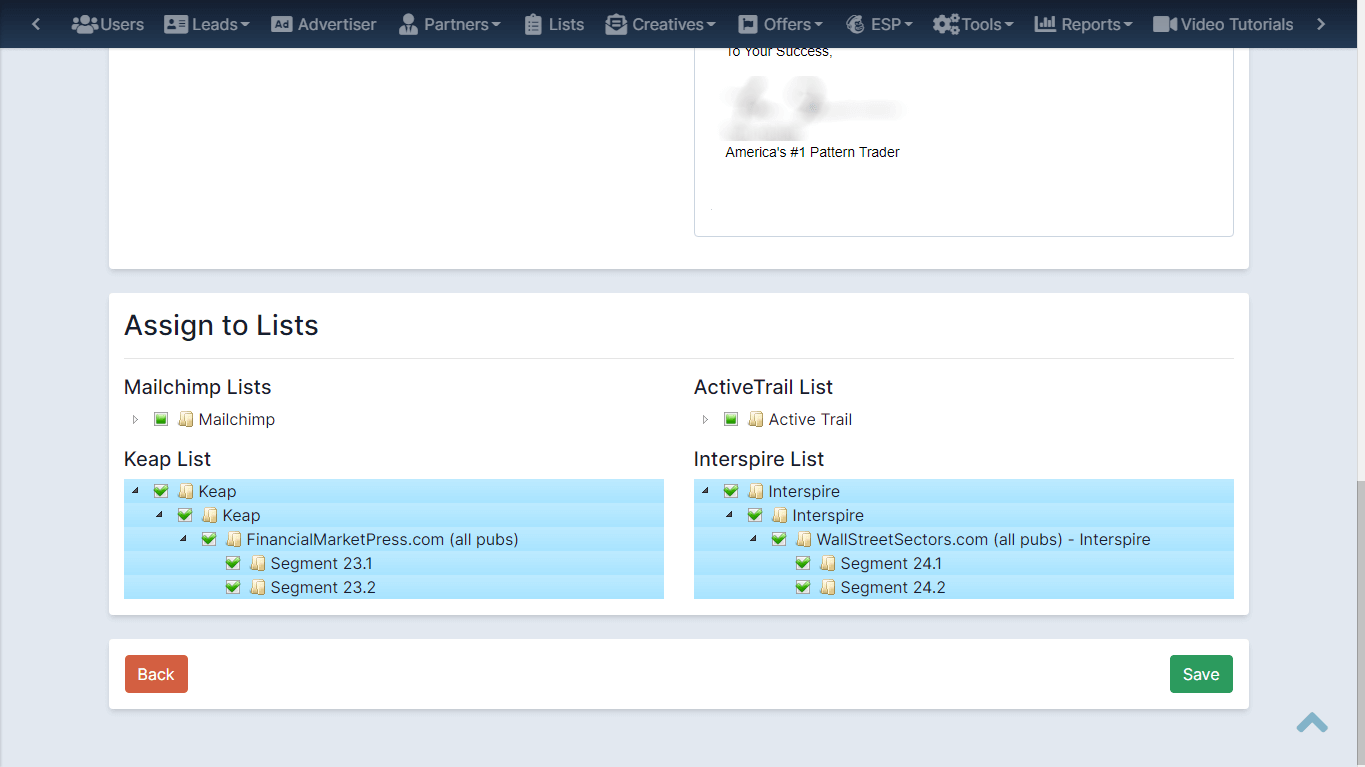 Users Leads Advertiser Partners Lists Creatives Offers ESP Tools Reports Video Tutorials
To Your Success,
America's #1 Pattern Trader
Assign to Lists
Mailchimp Lists
Mailchimp
ActiveTrail List
Active Trail
Keap List
Keap
Keap
FinancialMarketPress.com (all pubs)
Segment 23.1
Segment 23.2
Interspire List
Interspire
Interspire
WallStreetSectors.com (all pubs) - Interspire
Segment 24.1
Segment 24.2
Back
Save